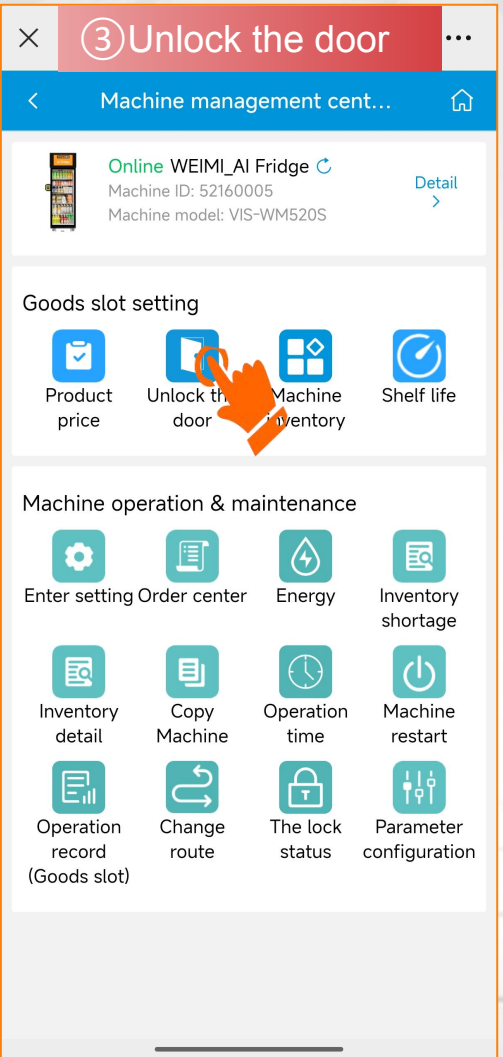 ③Unlock the door
Machine management cent...
Online WEIMI_AI Fridge
Machine ID: 52160005
Detail
Machine model: VIS-WM520S
Goods slot setting
Product
price
Unlock th
door
Machine
inventory
Shelf life
Machine operation & maintenance
Enter setting
Order center
Energy
Inventory
shortage
Inventory
detail
Copy
Machine
Operation
time
Machine
restart
Operation
record
(Goods slot)
Change
route
The lock
status
Parameter
configuration